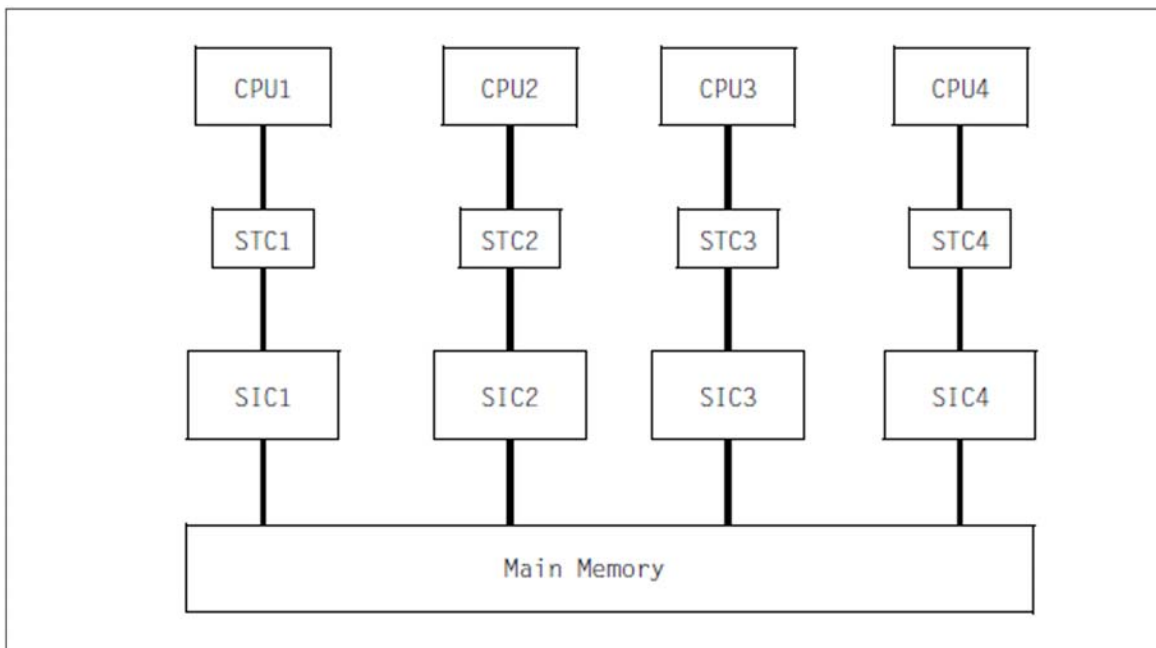 CPU1 CPU2 CPU3 CPU4
STC1 STC2 STC3 STC4
SIC1 SIC2 SIC3 SIC4
Main Memory